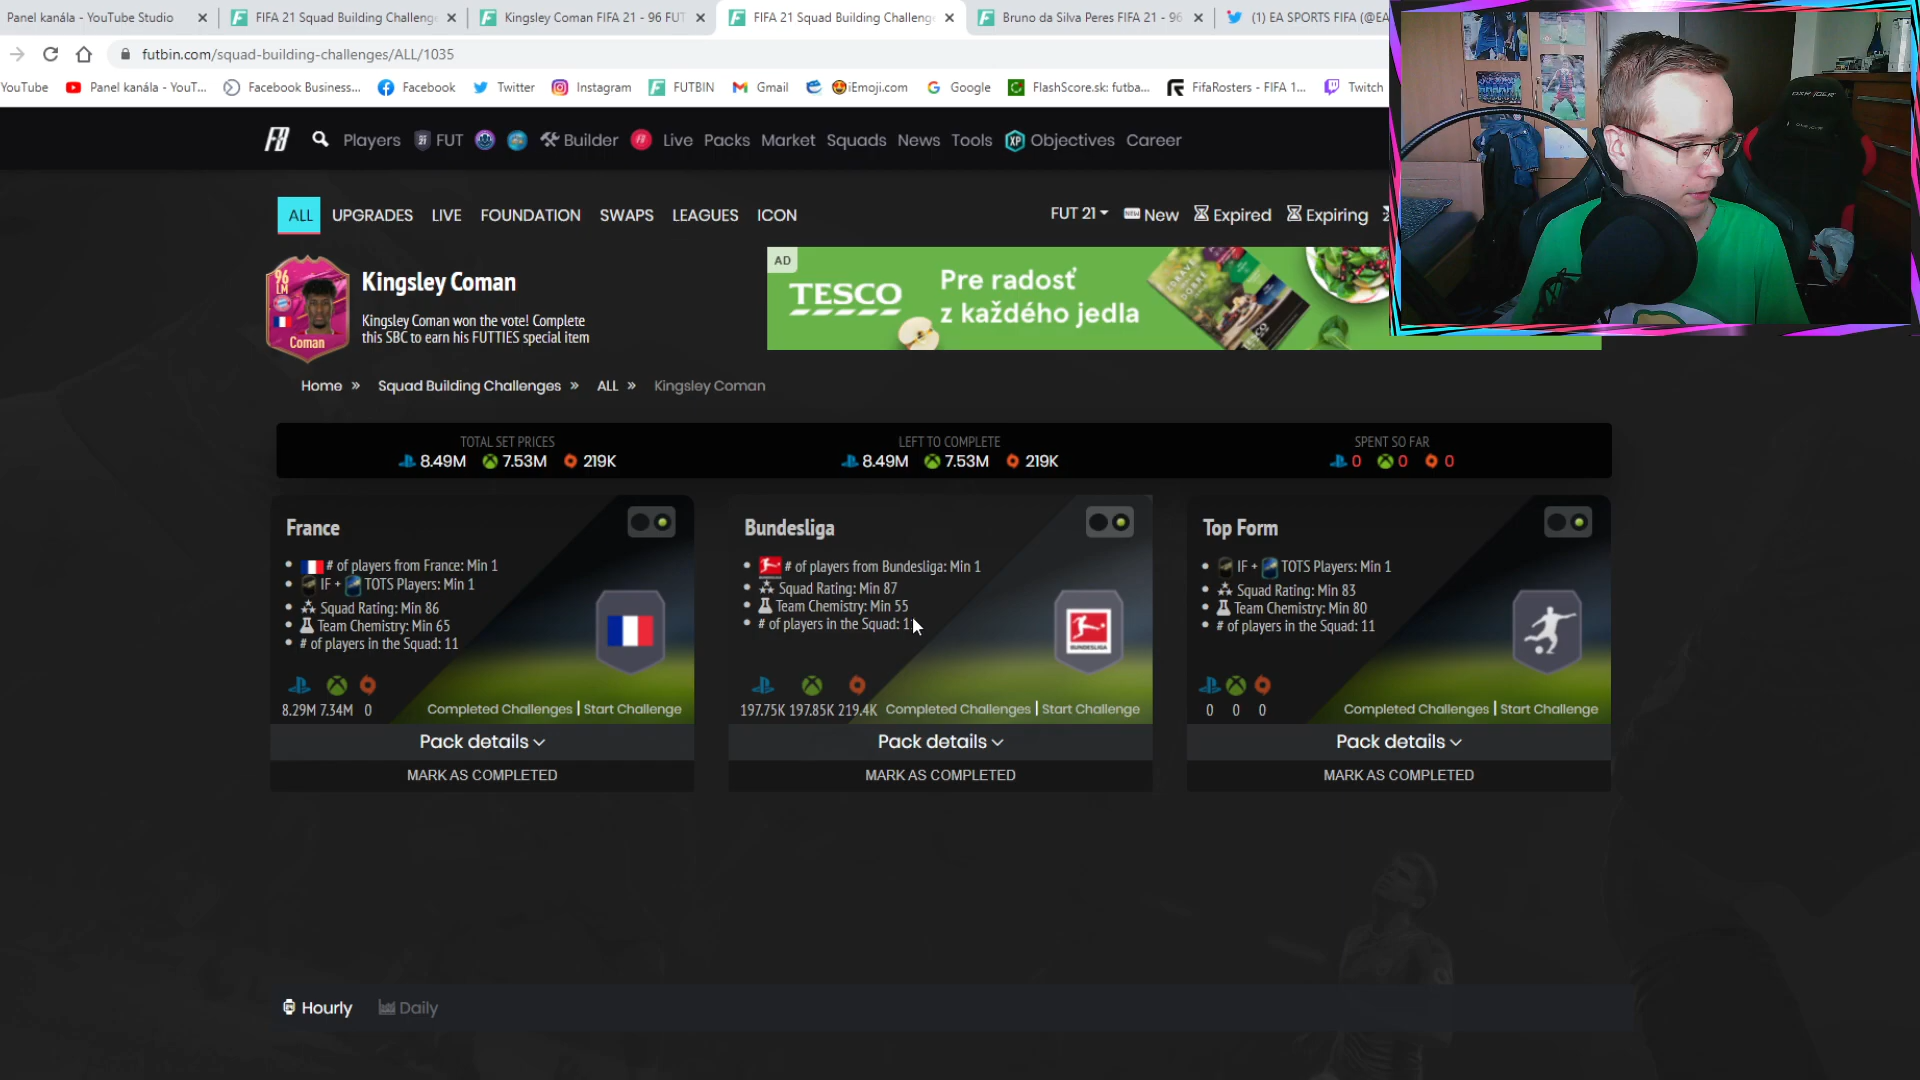 Panel kanála - YouTube Studio
FIFA 21 Squad Building Challenge
Kingsley Coman FIFA 21 - 96 FUT
FIFA 21 Squad Building Challenge
Bruno da Silva Peres FIFA 21 - 96
(1) EA SPORTS FIFA (@EA
futbin.com/squad-building-challenges/ALL/1035
YouTube Panel kanála - YouT... Facebook Business... Facebook Twitter Instagram FUTBIN Gmail iEmoji.com Google FlashScore.sk: futba... FifaRosters - FIFA 1... Twitch
FB Players FUT Builder Live Packs Market Squads News Tools XP Objectives Career
ALL UPGRADES LIVE FOUNDATION SWAPS LEAGUES ICON
FUT 21 NEW New Expired Expiring
96
LM
Coman
Kingsley Coman
Kingsley Coman won the vote! Complete
this SBC to earn his FUTTIES special item
AD
TESCO
Pre radosť
z každého jedla
Home » Squad Building Challenges » ALL » Kingsley Coman
TOTAL SET PRICES
8.49M 7.53M 219K
LEFT TO COMPLETE
8.49M 7.53M 219K
SPENT SO FAR
0 0 0
France
# of players from France: Min 1
IF + TOTS Players: Min 1
Squad Rating: Min 86
Team Chemistry: Min 65
# of players in the Squad: 11
8.29M 7.34M 0
Completed Challenges | Start Challenge
Pack details
MARK AS COMPLETED
Bundesliga
# of players from Bundesliga: Min 1
Squad Rating: Min 87
Team Chemistry: Min 55
# of players in the Squad: 11
BUNDESLIGA
197.75K 197.85K 219.4K
Completed Challenges | Start Challenge
Pack details
MARK AS COMPLETED
Top Form
IF + TOTS Players: Min 1
Squad Rating: Min 83
Team Chemistry: Min 80
# of players in the Squad: 11
0 0 0
Completed Challenges | Start Challenge
Pack details
MARK AS COMPLETED
Hourly Daily